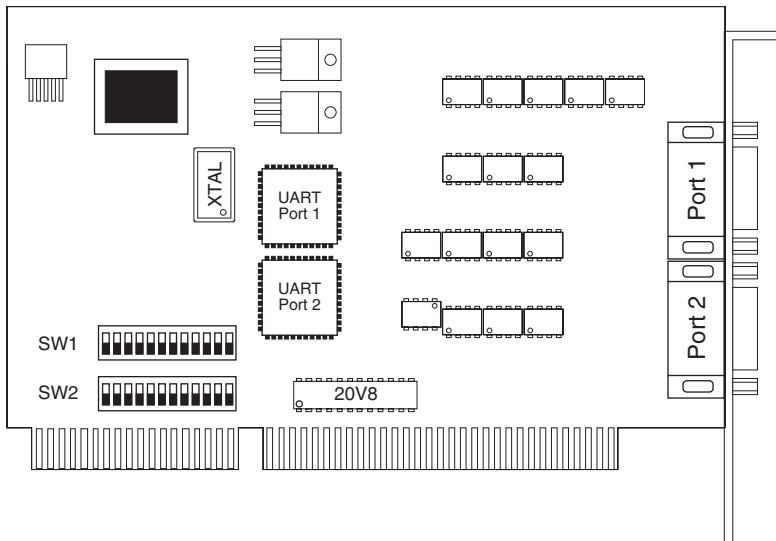 XTAL
UART
Port 1
UART
Port 2
Port 1
Port 2
SW1
SW2
20V8